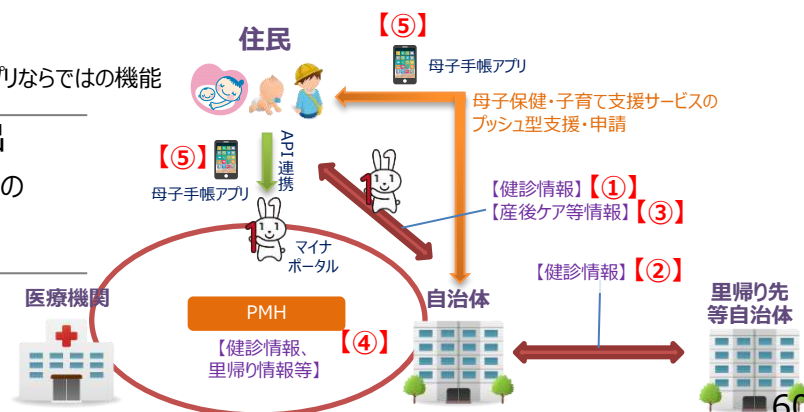 住民
【⑤】
母子手帳アプリ
プリならではの機能
母子保健・子育て支援サービスの
プッシュ型支援・申請
【⑤】
母子手帳アプリ
API連携
の
マイナ
ポータル
【健診情報】【①】
【産後ケア等情報】【③】
【健診情報】【②】
医療機関
PMH
【健診情報、
里帰り情報等】
【④】
自治体
里帰り先
等自治体
60